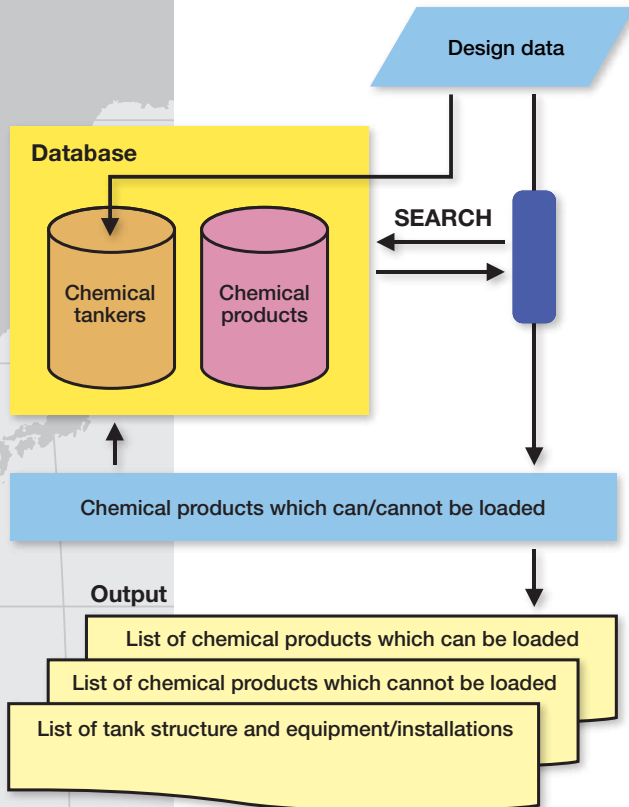 Design data
Database
SEARCH
Chemical
tankers
Chemical
products
Chemical products which can/cannot be loaded
Output
List of chemical products which can be loaded
List of chemical products which cannot be loaded
List of tank structure and equipment/installations